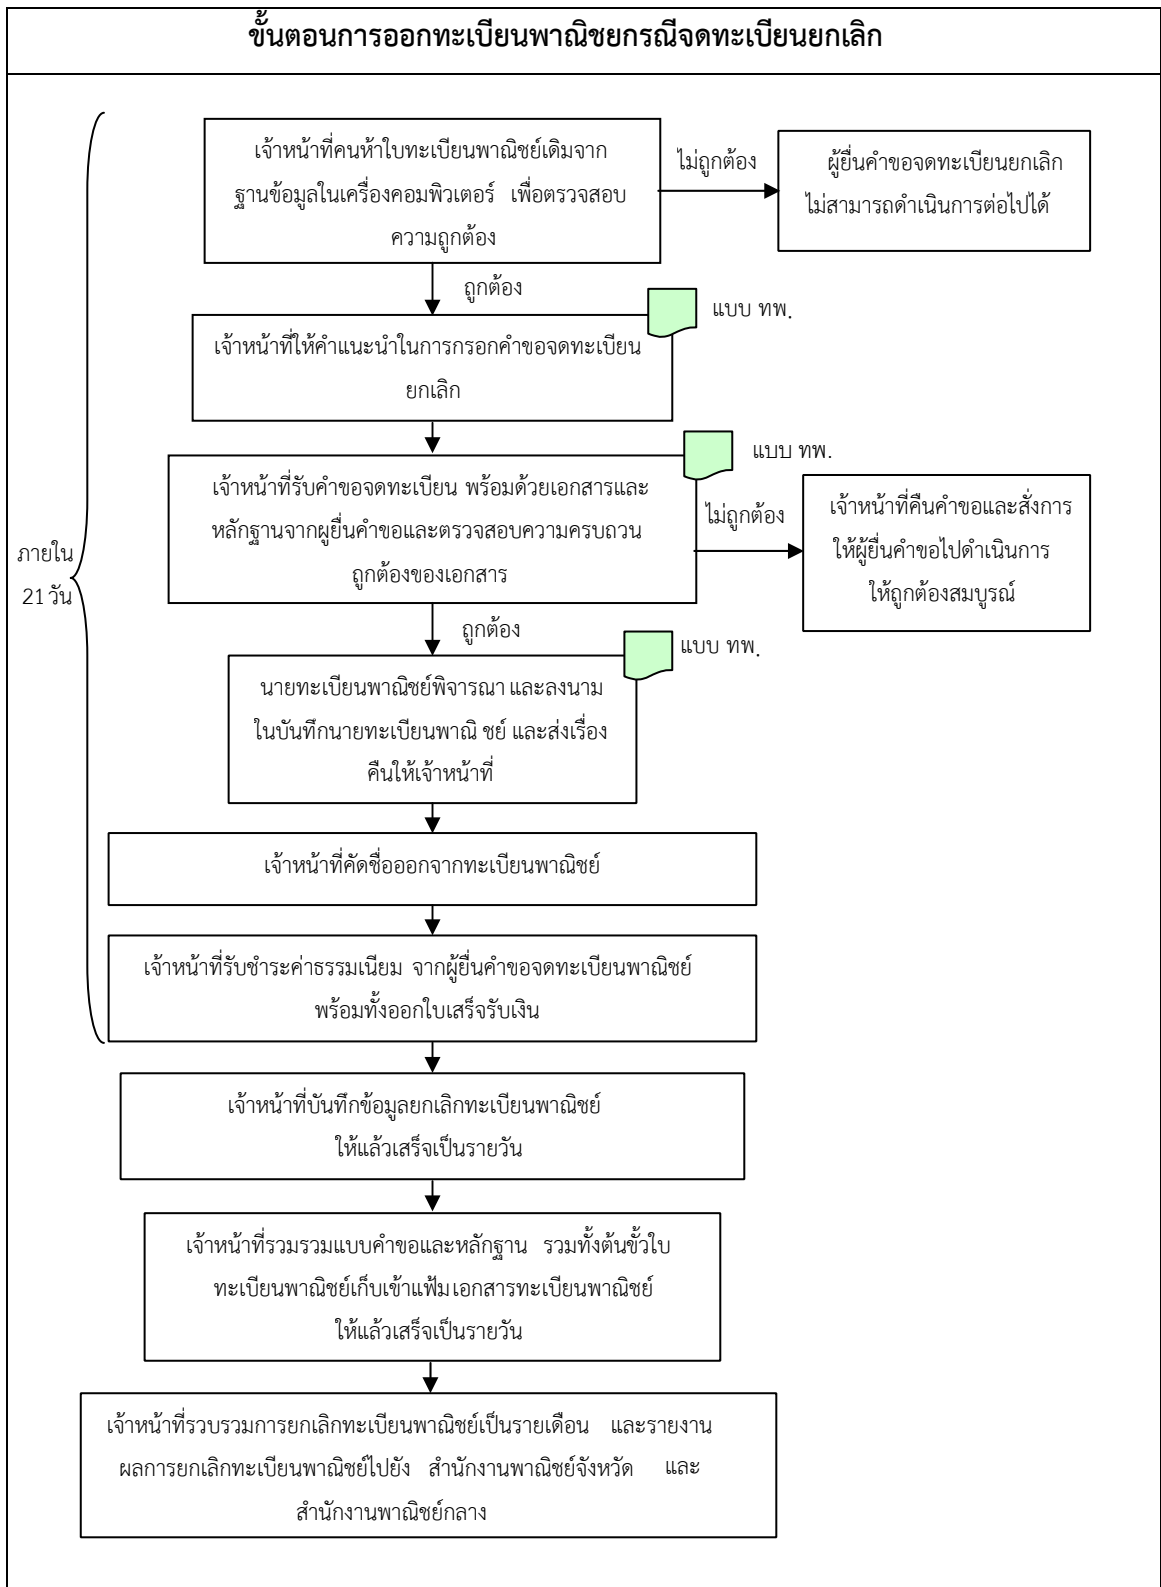 ขั้นตอนการออกทะเบียนพาณิชยกรณีจดทะเบียนยกเลิก
เจ้าหน้าที่คนห้าใบทะเบียนพาณิชย์เดิมจาก
ฐานข้อมูลในเครื่องคอมพิวเตอร์ เพื่อตรวจสอบ
ความถูกต้อง
ไม่ถูกต้อง
ผู้ยื่นคำขอจดทะเบียนยกเลิก
ไม่สามารถดำเนินการต่อไปได้
ถูกต้อง
แบบ ทพ.
เจ้าหน้าที่ให้คำแนะนำในการกรอกคำขอจดทะเบียน
ยกเลิก
แบบ ทพ.
เจ้าหน้าที่รับคำขอจดทะเบียน พร้อมด้วยเอกสารและ
หลักฐานจากผูยื่นคำขอและตรวจสอบความครบถวน
ถูกต้องของเอกสาร
ไม่ถูกต้อง
เจ้าหน้าที่คืนคำขอและสั่งการ
ให้ผู้ยื่นคำขอไปดำเนินการ
ให้ถูกต้องสมบูรณ์
ภายใน
21 วัน
ถูกต้อง
แบบ ทพ.
นายทะเบียนพาณิชย์พิจารณา และลงนาม
ในบันทึกนายทะเบียนพาณิ ชย์ และส่งเรื่อง
คืนให้เจ้าหน้าที่
เจ้าหน้าที่คัดชื่อออกจากทะเบียนพาณิชย์
เจ้าหน้าที่รับชำระค่าธรรมเนียม จากผู้ยื่นคำขอจดทะเบียนพาณิชย์
พร้อมทั้งออกใบเสร็จรับเงิน
เจ้าหน้าที่บันทึกข้อมูลยกเลิกทะเบียนพาณิชย์
ให้แล้วเสร็จเป็นรายวัน
เจ้าหน้าที่รวมรวมแบบคำขอและหลักฐาน รวมทั้งต้นขั้วใบ
ทะเบียนพาณิชย์เก็บเข้าแฟ้มเอกสารทะเบียนพาณิชย์
ให้แล้วเสร็จเป็นรายวัน
เจ้าหน้าที่รวบรวมการยกเลิกทะเบียนพาณิชย์เป็นรายเดือน และรายงาน
ผลการยกเลิกทะเบียนพาณิชย์ไปยัง สำนักงานพาณิชย์จังหวัด และ
สำนักงานพาณิชย์กลาง